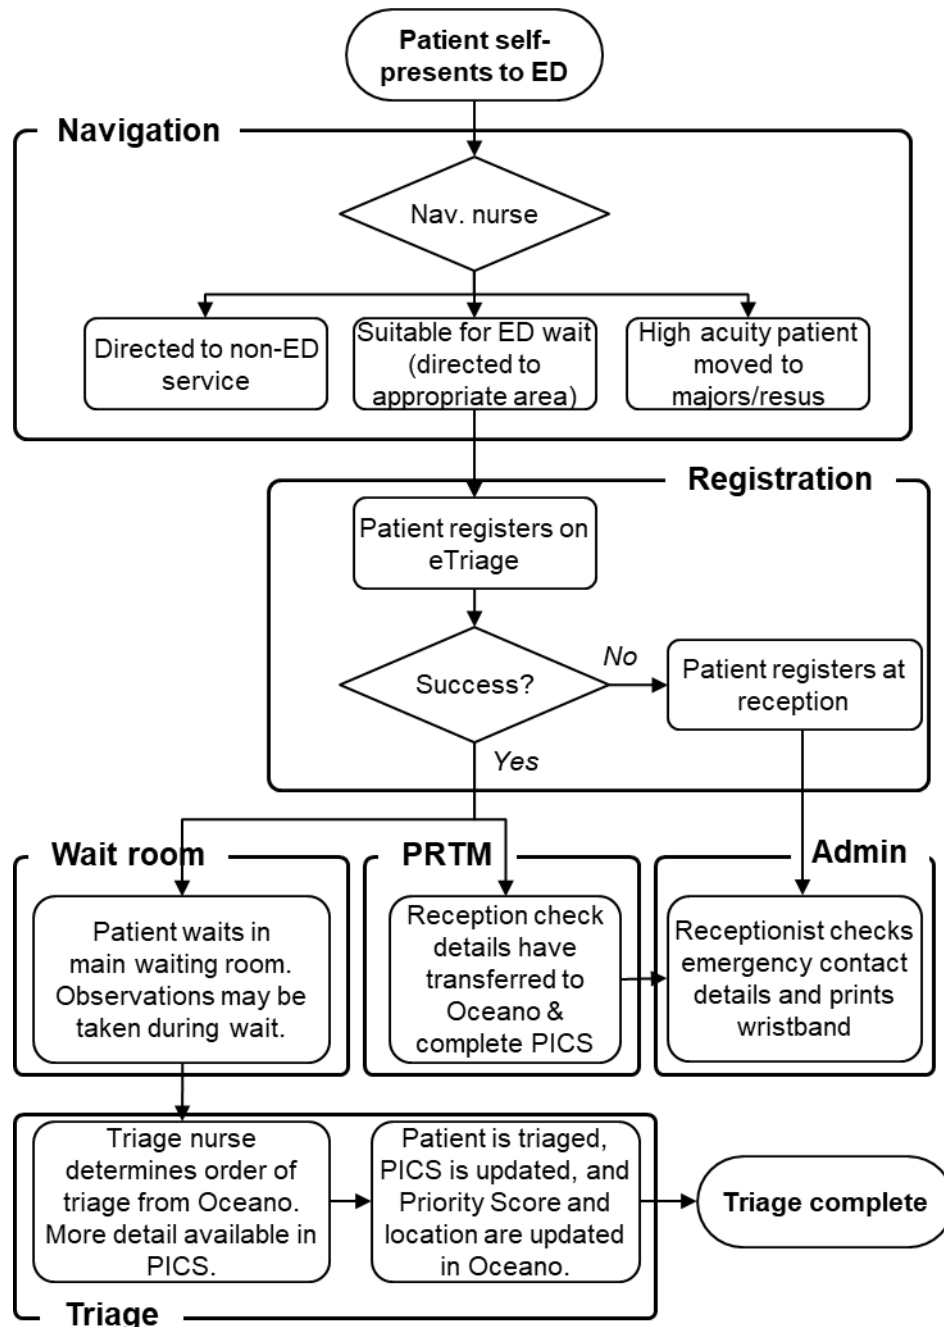 Patient self-
presents to ED
Navigation
Nav. nurse
Directed to non-ED
service
Suitable for ED wait
(directed to
appropriate area)
High acuity patient
moved to
majors/resus
Registration
Patient registers on
eTriage
Success?
No
Patient registers at
reception
Yes
Wait room
Patient waits in
main waiting room.
Observations may be
taken during wait.
PRTM
Reception check
details have
transferred to
Oceano &
complete PICS
Admin
Receptionist checks
emergency contact
details and prints
wristband
Triage nurse
determines order of
triage from Oceano.
More detail available in
PICS.
Patient is triaged,
PICS is updated, and
Priority Score and
location are updated
in Oceano.
Triage complete
Triage